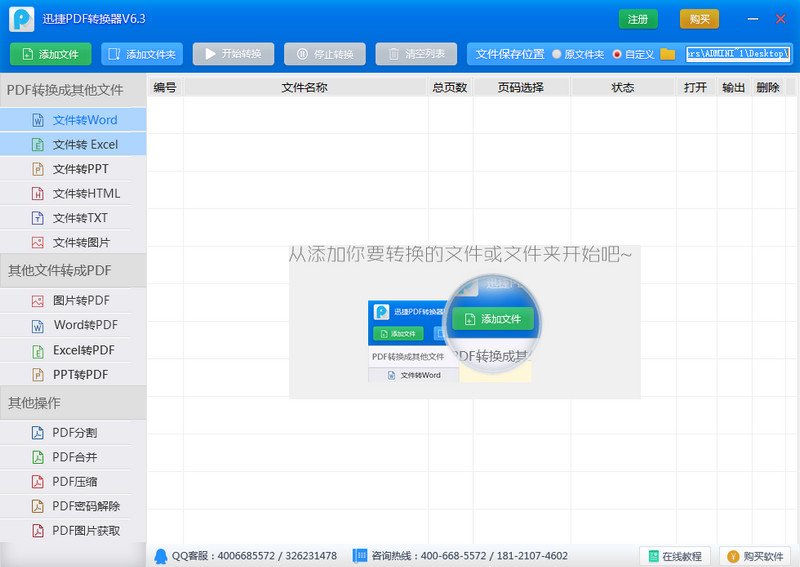 迅捷PDF转换器V6.3
注册
购买
添加文件
添加文件夹
开始转换
停止转换
清空列表
文件保存位置
原文件夹
自定义
ers\ADMINI~1\Desktop\
PDF转换成其他文件
文件转Word
文件转 Excel
文件转PPT
文件转HTML
文件转TXT
文件转图片
其他文件转成PDF
图片转PDF
Word转PDF
Excel转PDF
PPT转PDF
其他操作
PDF分割
PDF合并
PDF压缩
PDF密码解除
PDF图片获取
编号 文件名称 总页数 页码选择 状态 打开 输出 删除
从添加你要转换的文件或文件夹开始吧~
迅捷PDF转换器
添加文件
PDF转换成其他文件
文件转Word
迅捷PD
添加文件
PDF转换成其
QQ客服：4006685572 / 326231478
咨询热线：400-668-5572 / 181-2107-4602
在线教程
购买软件